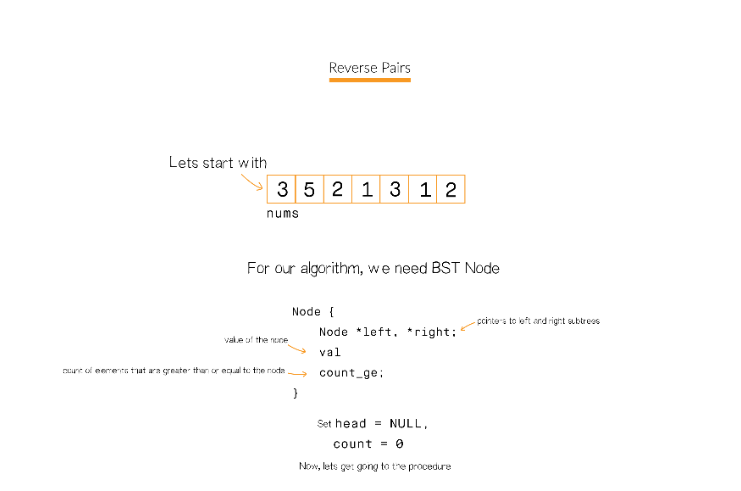 Reverse Pairs
Lets start with
3 5 2 1 3 1 2
nums
For our algorithm, we need BST Node
Node {
Node *left, *right;
pointers to left and right subtrees
value of the node
val
count of elements that are greater than or equal to the node
count_ge;
}
Set head = NULL,
count = 0
Now, lets get going to the procedure